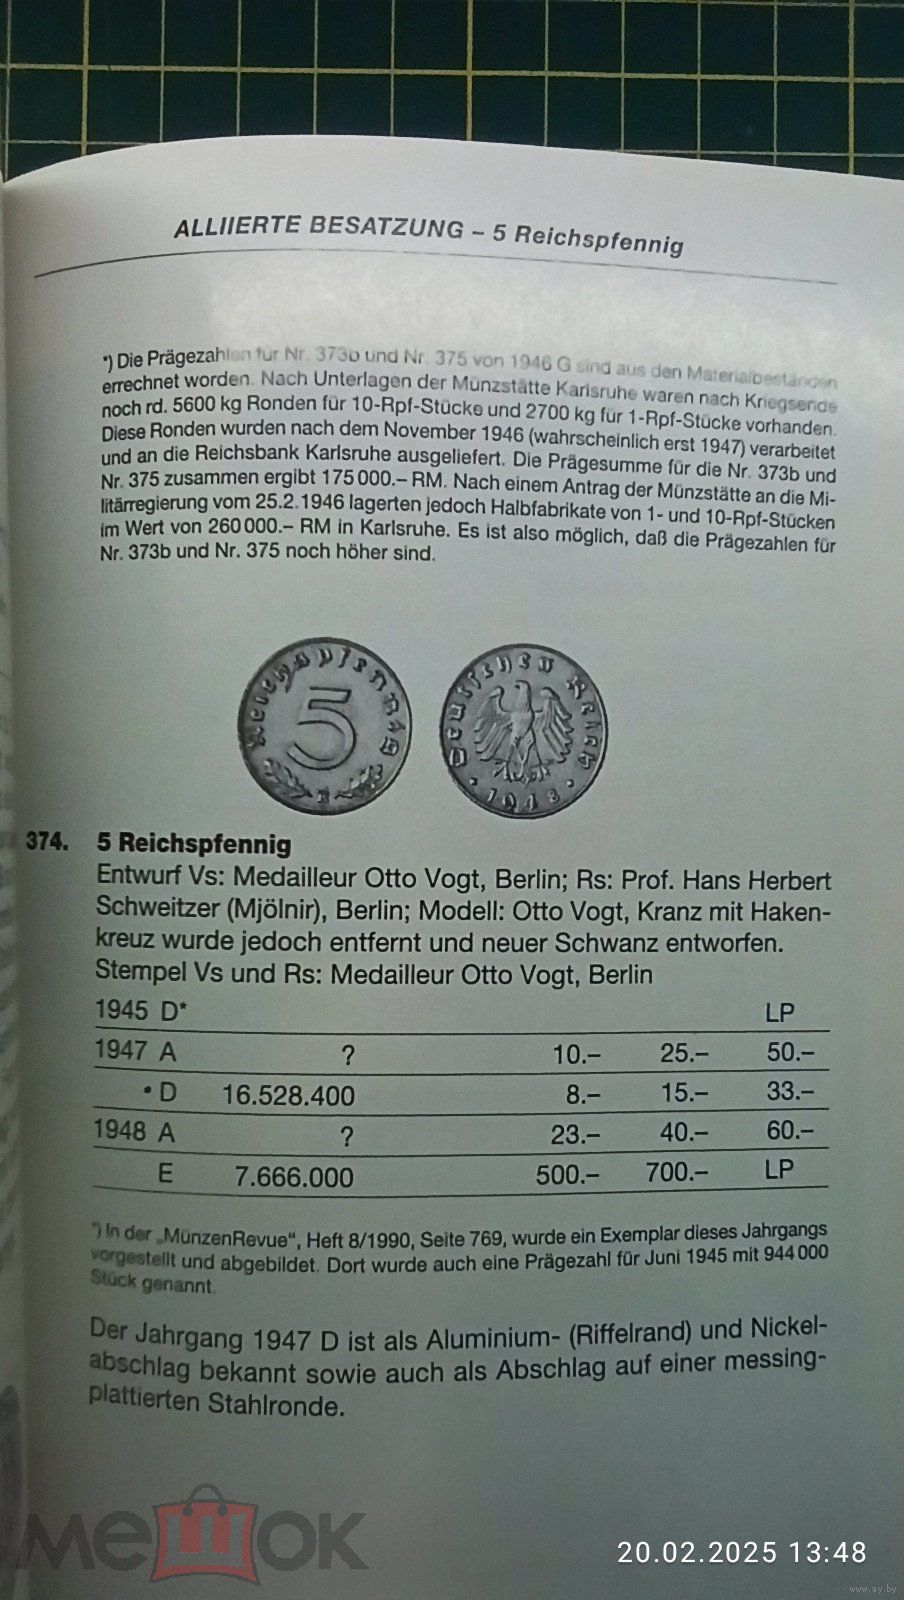 ALLIIERTE BESATZUNG – 5 Reichspfennig
*) Die Prägezahlen für Nr. 373b und Nr. 375 von 1946 G sind aus den Materialbeständen
errechnet worden. Nach Unterlagen der Münzstätte Karlsruhe waren nach Kriegsende
noch rd. 5600 kg Ronden für 10-Rpf-Stücke und 2700 kg für 1-Rpf-Stücke vorhanden.
Diese Ronden wurden nach dem November 1946 (wahrscheinlich erst 1947) verarbeitet
und an die Reichsbank Karlsruhe ausgeliefert. Die Prägesumme für die Nr. 373b und
Nr. 375 zusammen ergibt 175 000.– RM. Nach einem Antrag der Münzstätte an die Mi-
litärregierung vom 25.2.1946 lagerten jedoch Halbfabrikate von 1- und 10-Rpf-Stücken
im Wert von 260 000.– RM in Karlsruhe. Es ist also möglich, daß die Prägezahlen für
Nr. 373b und Nr. 375 noch höher sind.
Reichspfennig
5
Deutsches Reich
1948
374. 5 Reichspfennig
Entwurf Vs: Medailleur Otto Vogt, Berlin; Rs: Prof. Hans Herbert
Schweitzer (Mjölnir), Berlin; Modell: Otto Vogt, Kranz mit Haken-
kreuz wurde jedoch entfernt und neuer Schwanz entworfen.
Stempel Vs und Rs: Medailleur Otto Vogt, Berlin
1945 D* LP
1947 A ? 10.– 25.– 50.–
• D 16.528.400 8.– 15.– 33.–
1948 A ? 23.– 40.– 60.–
E 7.666.000 500.– 700.– LP
*) In der „MünzenRevue“, Heft 8/1990, Seite 769, wurde ein Exemplar dieses Jahrgangs
vorgestellt und abgebildet. Dort wurde auch eine Prägezahl für Juni 1945 mit 944 000
Stück genannt.
Der Jahrgang 1947 D ist als Aluminium- (Riffelrand) und Nickel-
abschlag bekannt sowie auch als Abschlag auf einer messing-
plattierten Stahlronde.
мешок
20.02.2025 13:48
www.ay.by